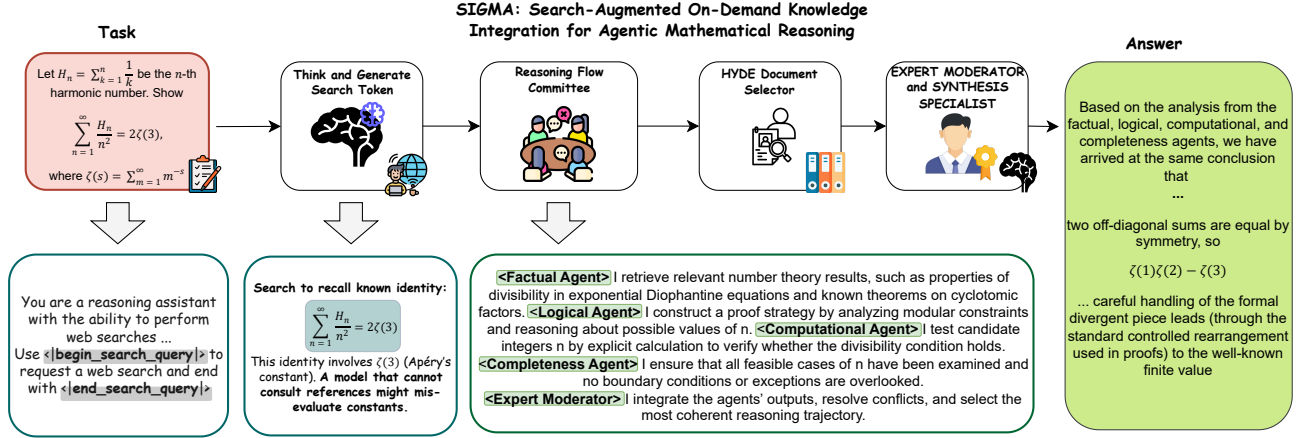 SIGMA: Search-Augmented On-Demand Knowledge
Integration for Agentic Mathematical Reasoning
Task
Let Hₙ = ∑ₖ₌₁ⁿ 1/k be the n-th
harmonic number. Show
∑ₙ₌₁^∞ Hₙ/n² = 2ζ(3),
where ζ(s) = ∑ₘ₌₁^∞ m⁻ˢ
Think and Generate
Search Token
Reasoning Flow
Committee
HYDE Document
Selector
EXPERT MODERATOR
and SYNTHESIS
SPECIALIST
Answer
Based on the analysis from the
factual, logical, computational, and
completeness agents, we have
arrived at the same conclusion
that
...
two off-diagonal sums are equal by
symmetry, so
ζ(1)ζ(2) − ζ(3)
... careful handling of the formal
divergent piece leads (through the
standard controlled rearrangement
used in proofs) to the well-known
finite value
You are a reasoning assistant
with the ability to perform
web searches ...
Use <|begin_search_query|> to
request a web search and end
with <|end_search_query|>
Search to recall known identity:
∑ₙ₌₁^∞ Hₙ/n² = 2ζ(3)
This identity involves ζ(3) (Apéry's
constant). A model that cannot
consult references might mis-
evaluate constants.
<Factual Agent> I retrieve relevant number theory results, such as properties of
divisibility in exponential Diophantine equations and known theorems on cyclotomic
factors. <Logical Agent> I construct a proof strategy by analyzing modular constraints
and reasoning about possible values of n. <Computational Agent> I test candidate
integers n by explicit calculation to verify whether the divisibility condition holds.
<Completeness Agent> I ensure that all feasible cases of n have been examined and
no boundary conditions or exceptions are overlooked.
<Expert Moderator> I integrate the agents' outputs, resolve conflicts, and select the
most coherent reasoning trajectory.